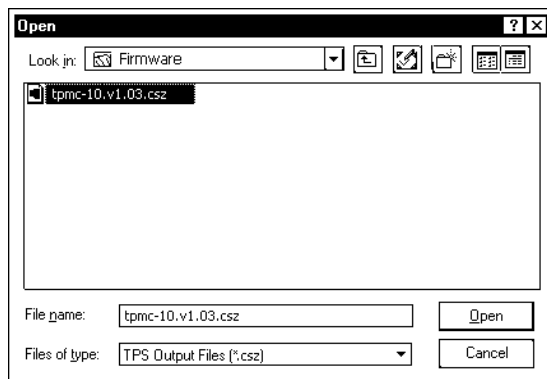 Open
Look in: Firmware
tpmc-10.v1.03.csz
File name: tpmc-10.v1.03.csz Open
Files of type: TPS Output Files (*.csz) Cancel